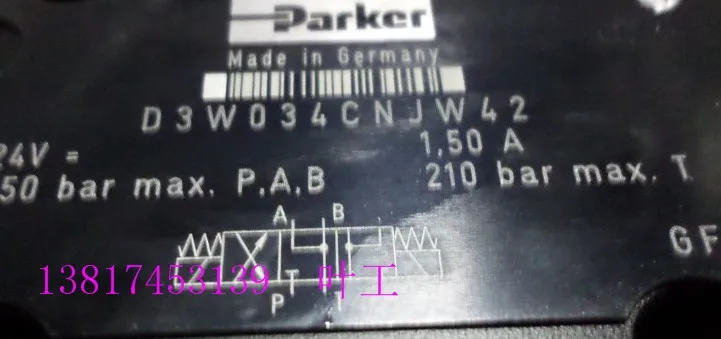 Parker
Made in Germany
D3W034CNJW42
24V = 1,50 A
50 bar max. P,A,B 210 bar max. T
GF
A B
13817453139 叶工
P T